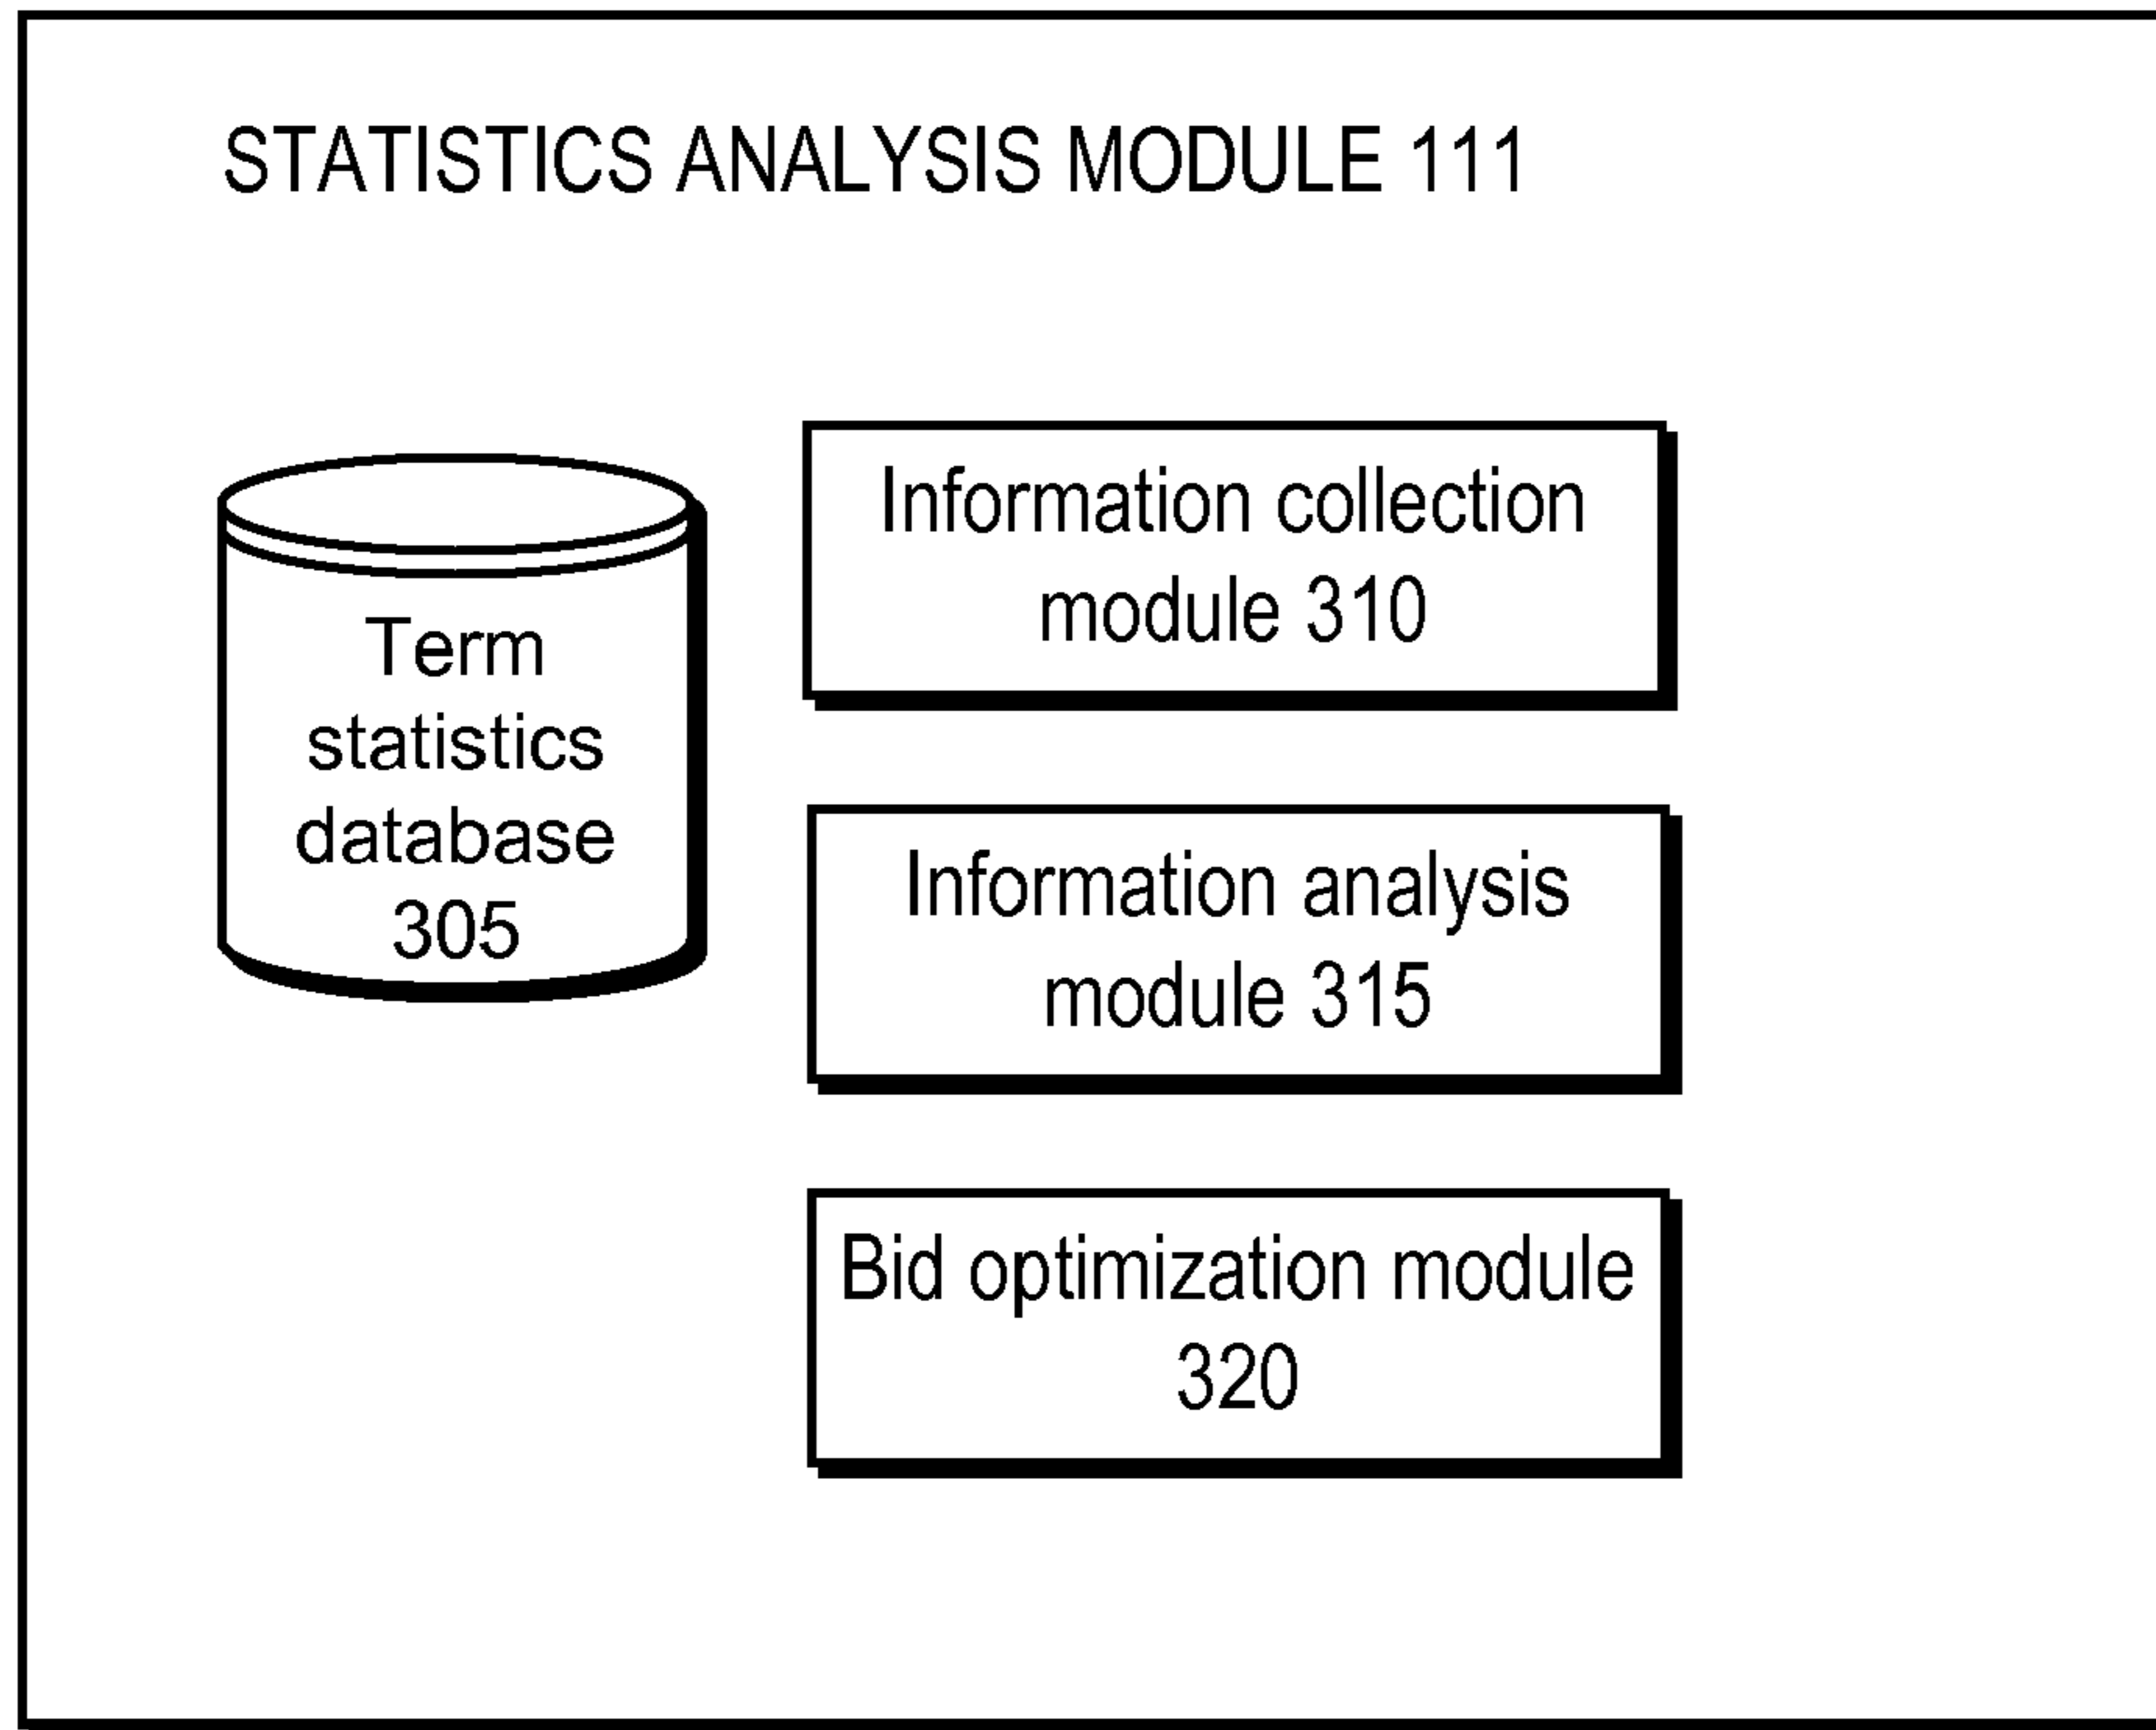 STATISTICS ANALYSIS MODULE 111
Term
statistics
database
305
Information collection
module 310
Information analysis
module 315
Bid optimization module
320